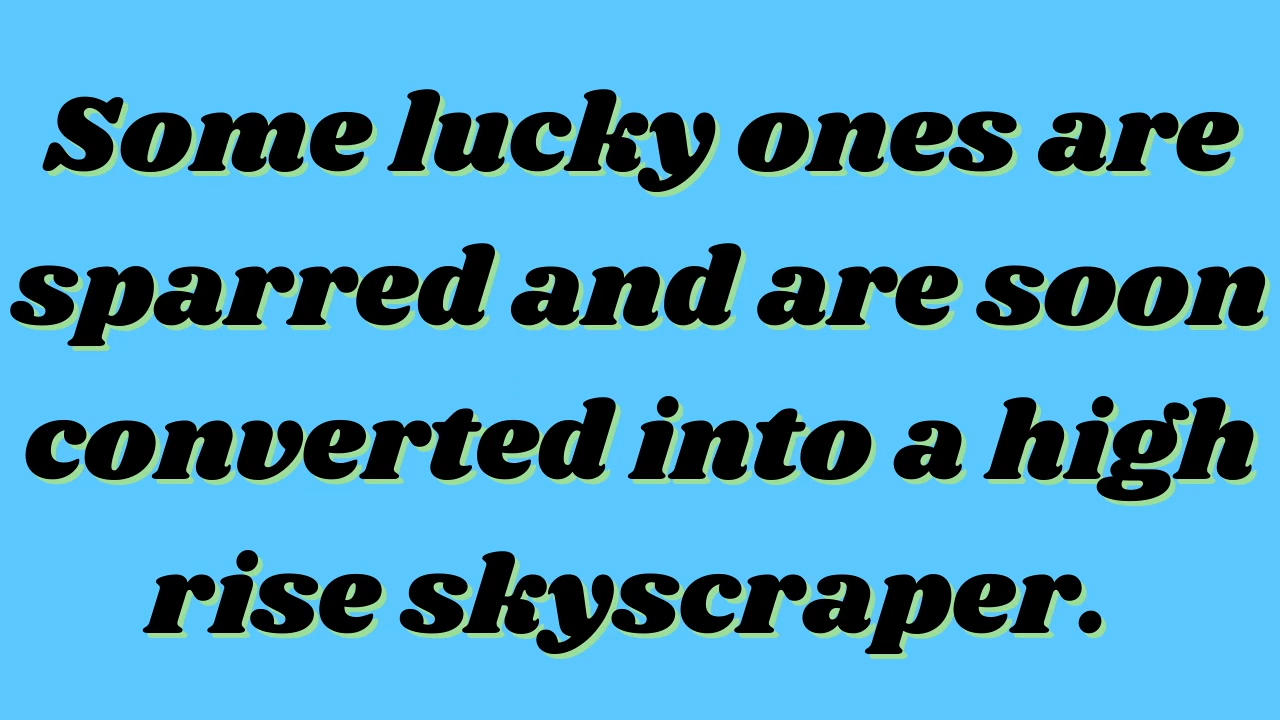 Some lucky ones are
sparred and are soon
converted into a high
rise skyscraper.